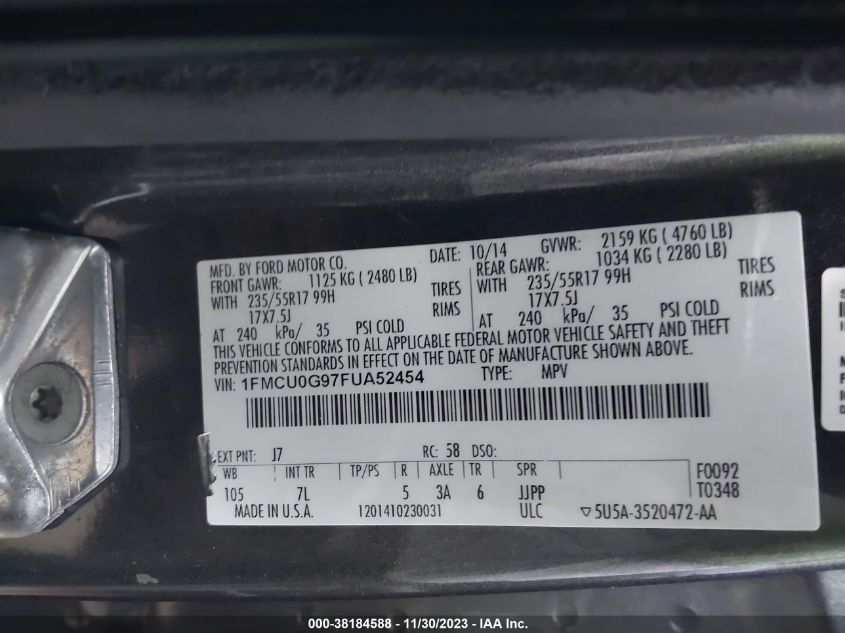 MFD. BY FORD MOTOR CO. DATE: 10/14 GVWR: 2159 KG ( 4760 LB)
FRONT GAWR: 1125 KG ( 2480 LB) REAR GAWR: 1034 KG ( 2280 LB)
WITH 235/55R17 99H TIRES WITH 235/55R17 99H TIRES
17X7.5J RIMS 17X7.5J RIMS
AT 240 kPa/ 35 PSI COLD AT 240 kPa/ 35 PSI COLD
THIS VEHICLE CONFORMS TO ALL APPLICABLE FEDERAL MOTOR VEHICLE SAFETY AND THEFT
PREVENTION STANDARDS IN EFFECT ON THE DATE OF MANUFACTURE SHOWN ABOVE.
VIN: 1FMCU0G97FUA52454 TYPE: MPV
EXT PNT: J7 RC: 58 DSO:
WB INT TR TP/PS R AXLE TR SPR F0092
105 7L 5 3A 6 JJPP T0348
MADE IN U.S.A. 1201410230031 ULC ▽5U5A-3520472-AA
000-38184588 - 11/30/2023 - IAA Inc.